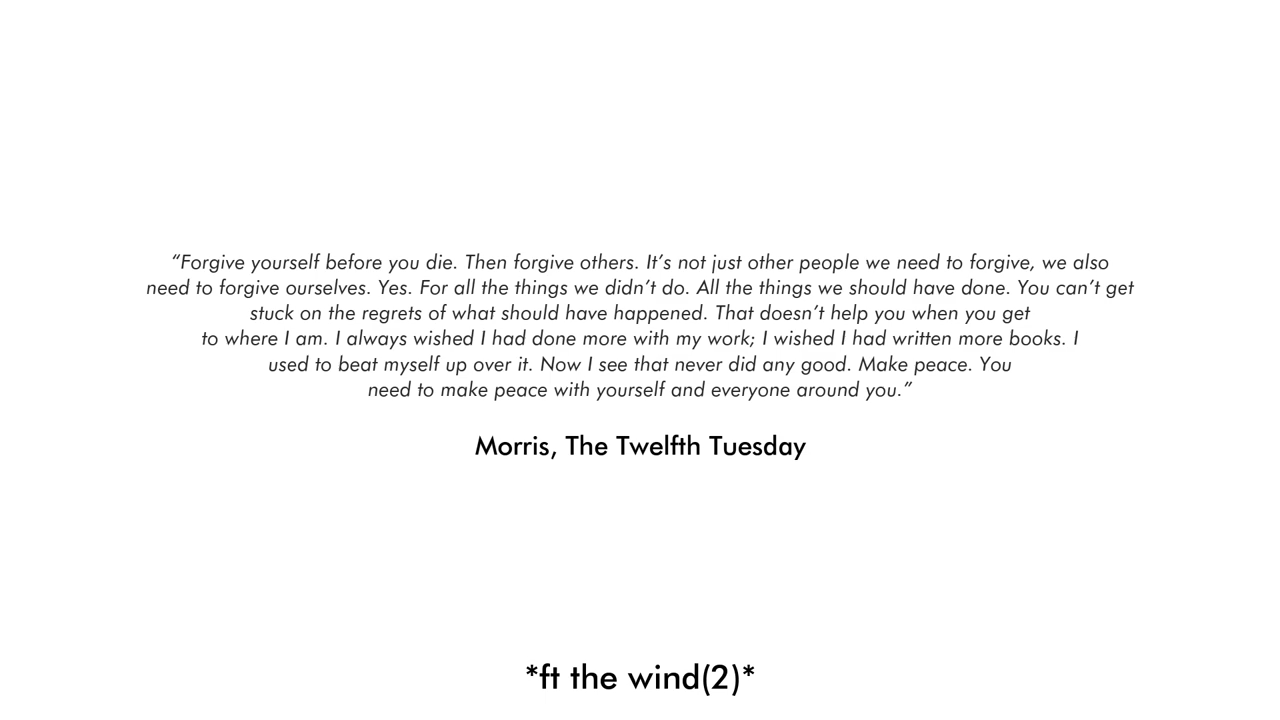 “Forgive yourself before you die. Then forgive others. It’s not just other people we need to forgive, we also
need to forgive ourselves. Yes. For all the things we didn’t do. All the things we should have done. You can’t get
stuck on the regrets of what should have happened. That doesn’t help you when you get
to where I am. I always wished I had done more with my work; I wished I had written more books. I
used to beat myself up over it. Now I see that never did any good. Make peace. You
need to make peace with yourself and everyone around you.”
Morris, The Twelfth Tuesday
*ft the wind(2)*